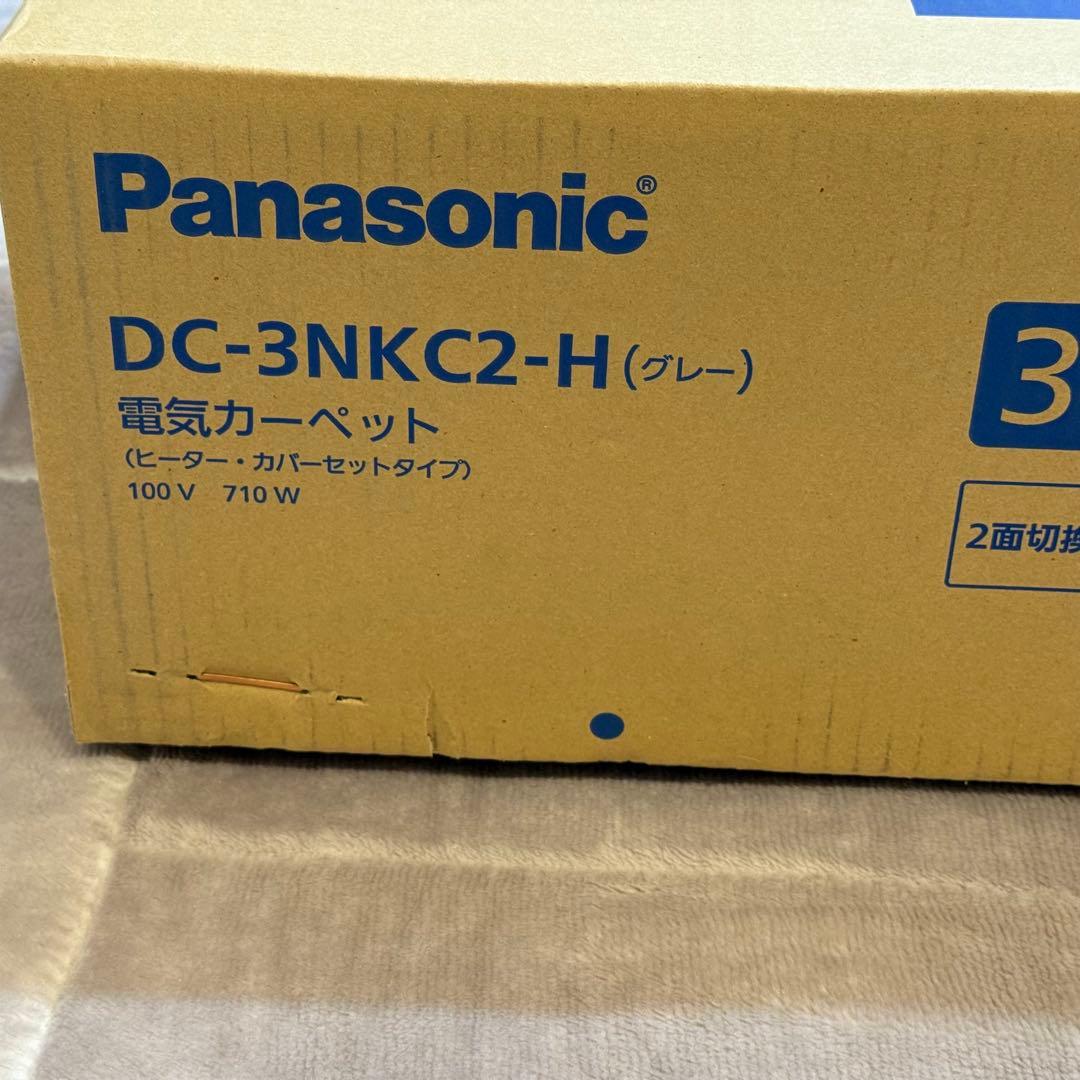 Panasonic®
DC-3NKC2-H(グレー)
電気カーペット
(ヒーター・カバーセットタイプ)
100 V 710 W
3
2面切換